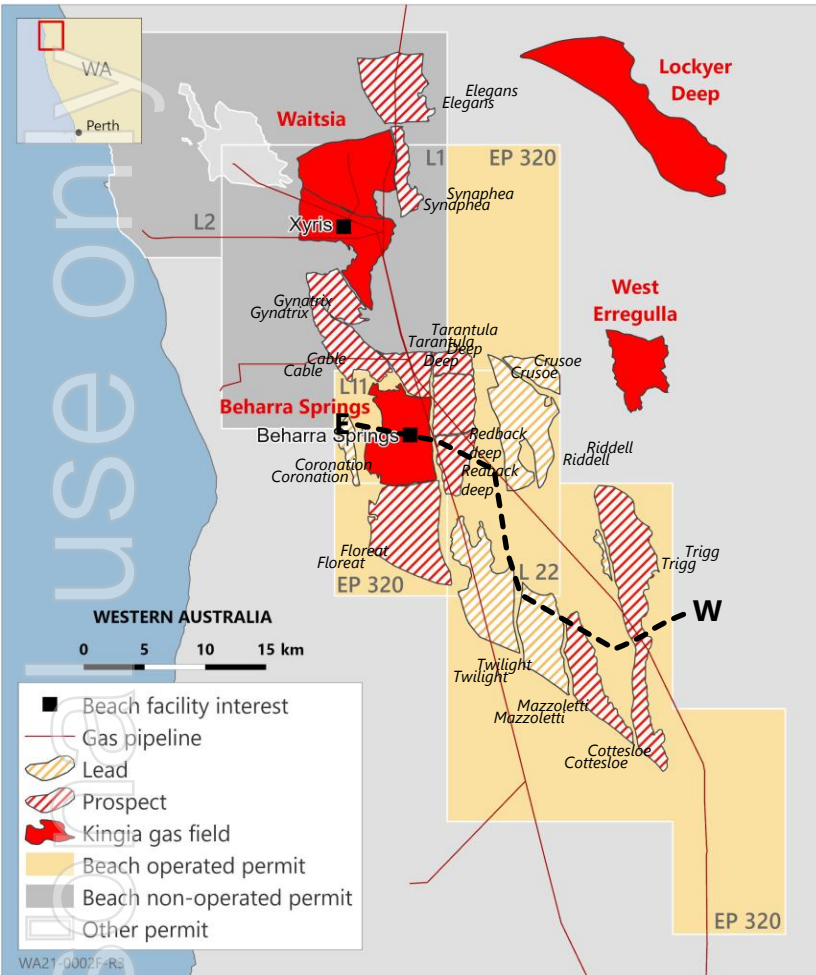 WA
Perth
Elegans
Elegans
Lockyer
Deep
Waitsia
L1
EP 320
Synaphea
Synaphea
L2
Xyris
West
Erregulla
Gynatrix
Gynatrix
Tarantula
Tarantula
Deep
Deep
Cable
Cable
Crusoe
Crusoe
L11
Beharra Springs
E
Beharra Springs
Redback
deep
Redback
deep
Riddell
Riddell
Coronation
Coronation
Floreat
Floreat
EP 320
L 22
Trigg
Trigg
W
WESTERN AUSTRALIA
0 5 10 15 km
Twilight
Twilight
Mazzoletti
Mazzoletti
Cottesloe
Cottesloe
Beach facility interest
Gas pipeline
Lead
Prospect
Kingia gas field
Beach operated permit
Beach non-operated permit
Other permit
EP 320
WA21-0002F-R3
sonal use only